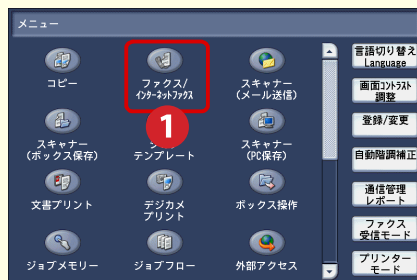 メニュー
コピー
ファクス/
インターネットファクス
スキャナー
(メール送信)
1
スキャナー
(ボックス保存)
テンプレート
スキャナー
(PC保存)
文書プリント
デジカメ
プリント
ボックス操作
ジョブメモリー
ジョブフロー
外部アクセス
言語切り替え
Language
画面コントラスト
調整
登録/変更
自動階調補正
通信管理
レポート
ファクス
受信モード
プリンター
モード